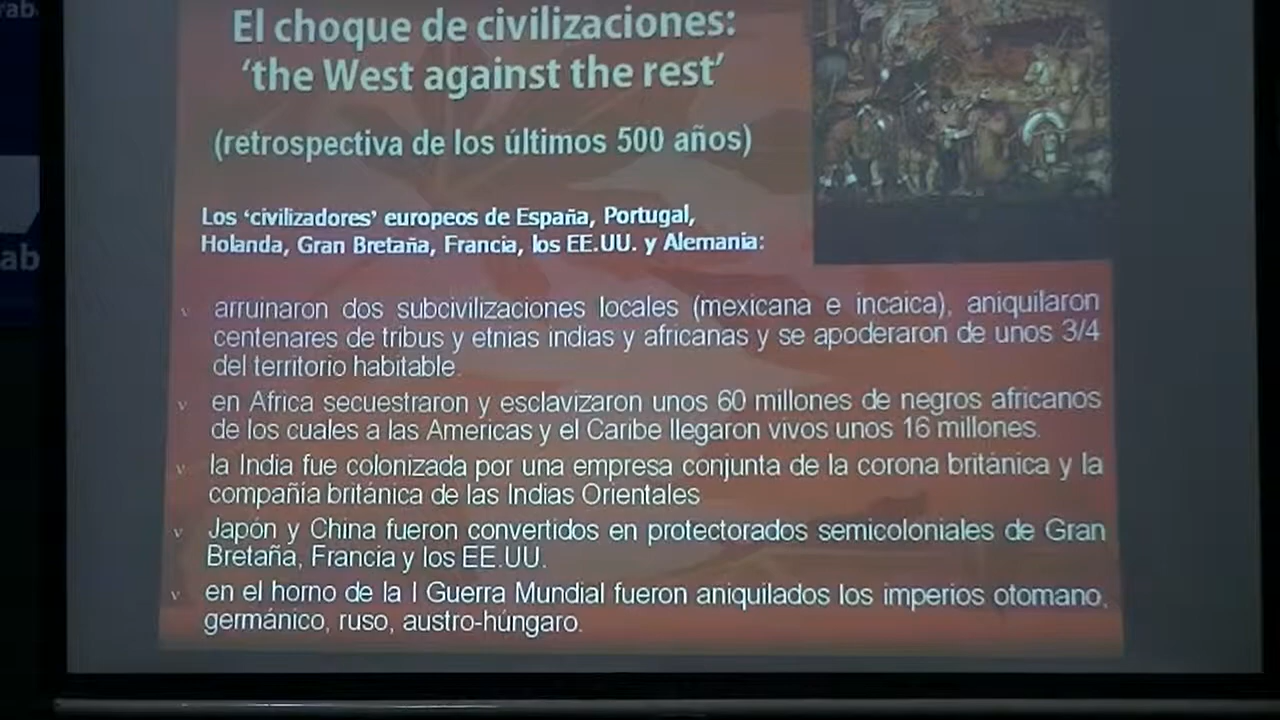 El choque de civilizaciones:
‘the West against the rest’
(retrospectiva de los últimos 500 años)
Los ‘civilizadores’ europeos de España, Portugal,
Holanda, Gran Bretaña, Francia, los EE.UU. y Alemania:
arruinaron dos subcivilizaciones locales (mexicana e incaica), aniquilaron
centenares de tribus y etnias indias y africanas y se apoderaron de unos 3/4
del territorio habitable.
en Africa secuestraron y esclavizaron unos 60 millones de negros africanos
de los cuales a las Americas y el Caribe llegaron vivos unos 16 millones.
la India fue colonizada por una empresa conjunta de la corona británica y la
compañía británica de las Indias Orientales
Japón y China fueron convertidos en protectorados semicoloniales de Gran
Bretaña, Francia y los EE.UU.
en el horno de la I Guerra Mundial fueron aniquilados los imperios otomano,
germánico, ruso, austro-húngaro.